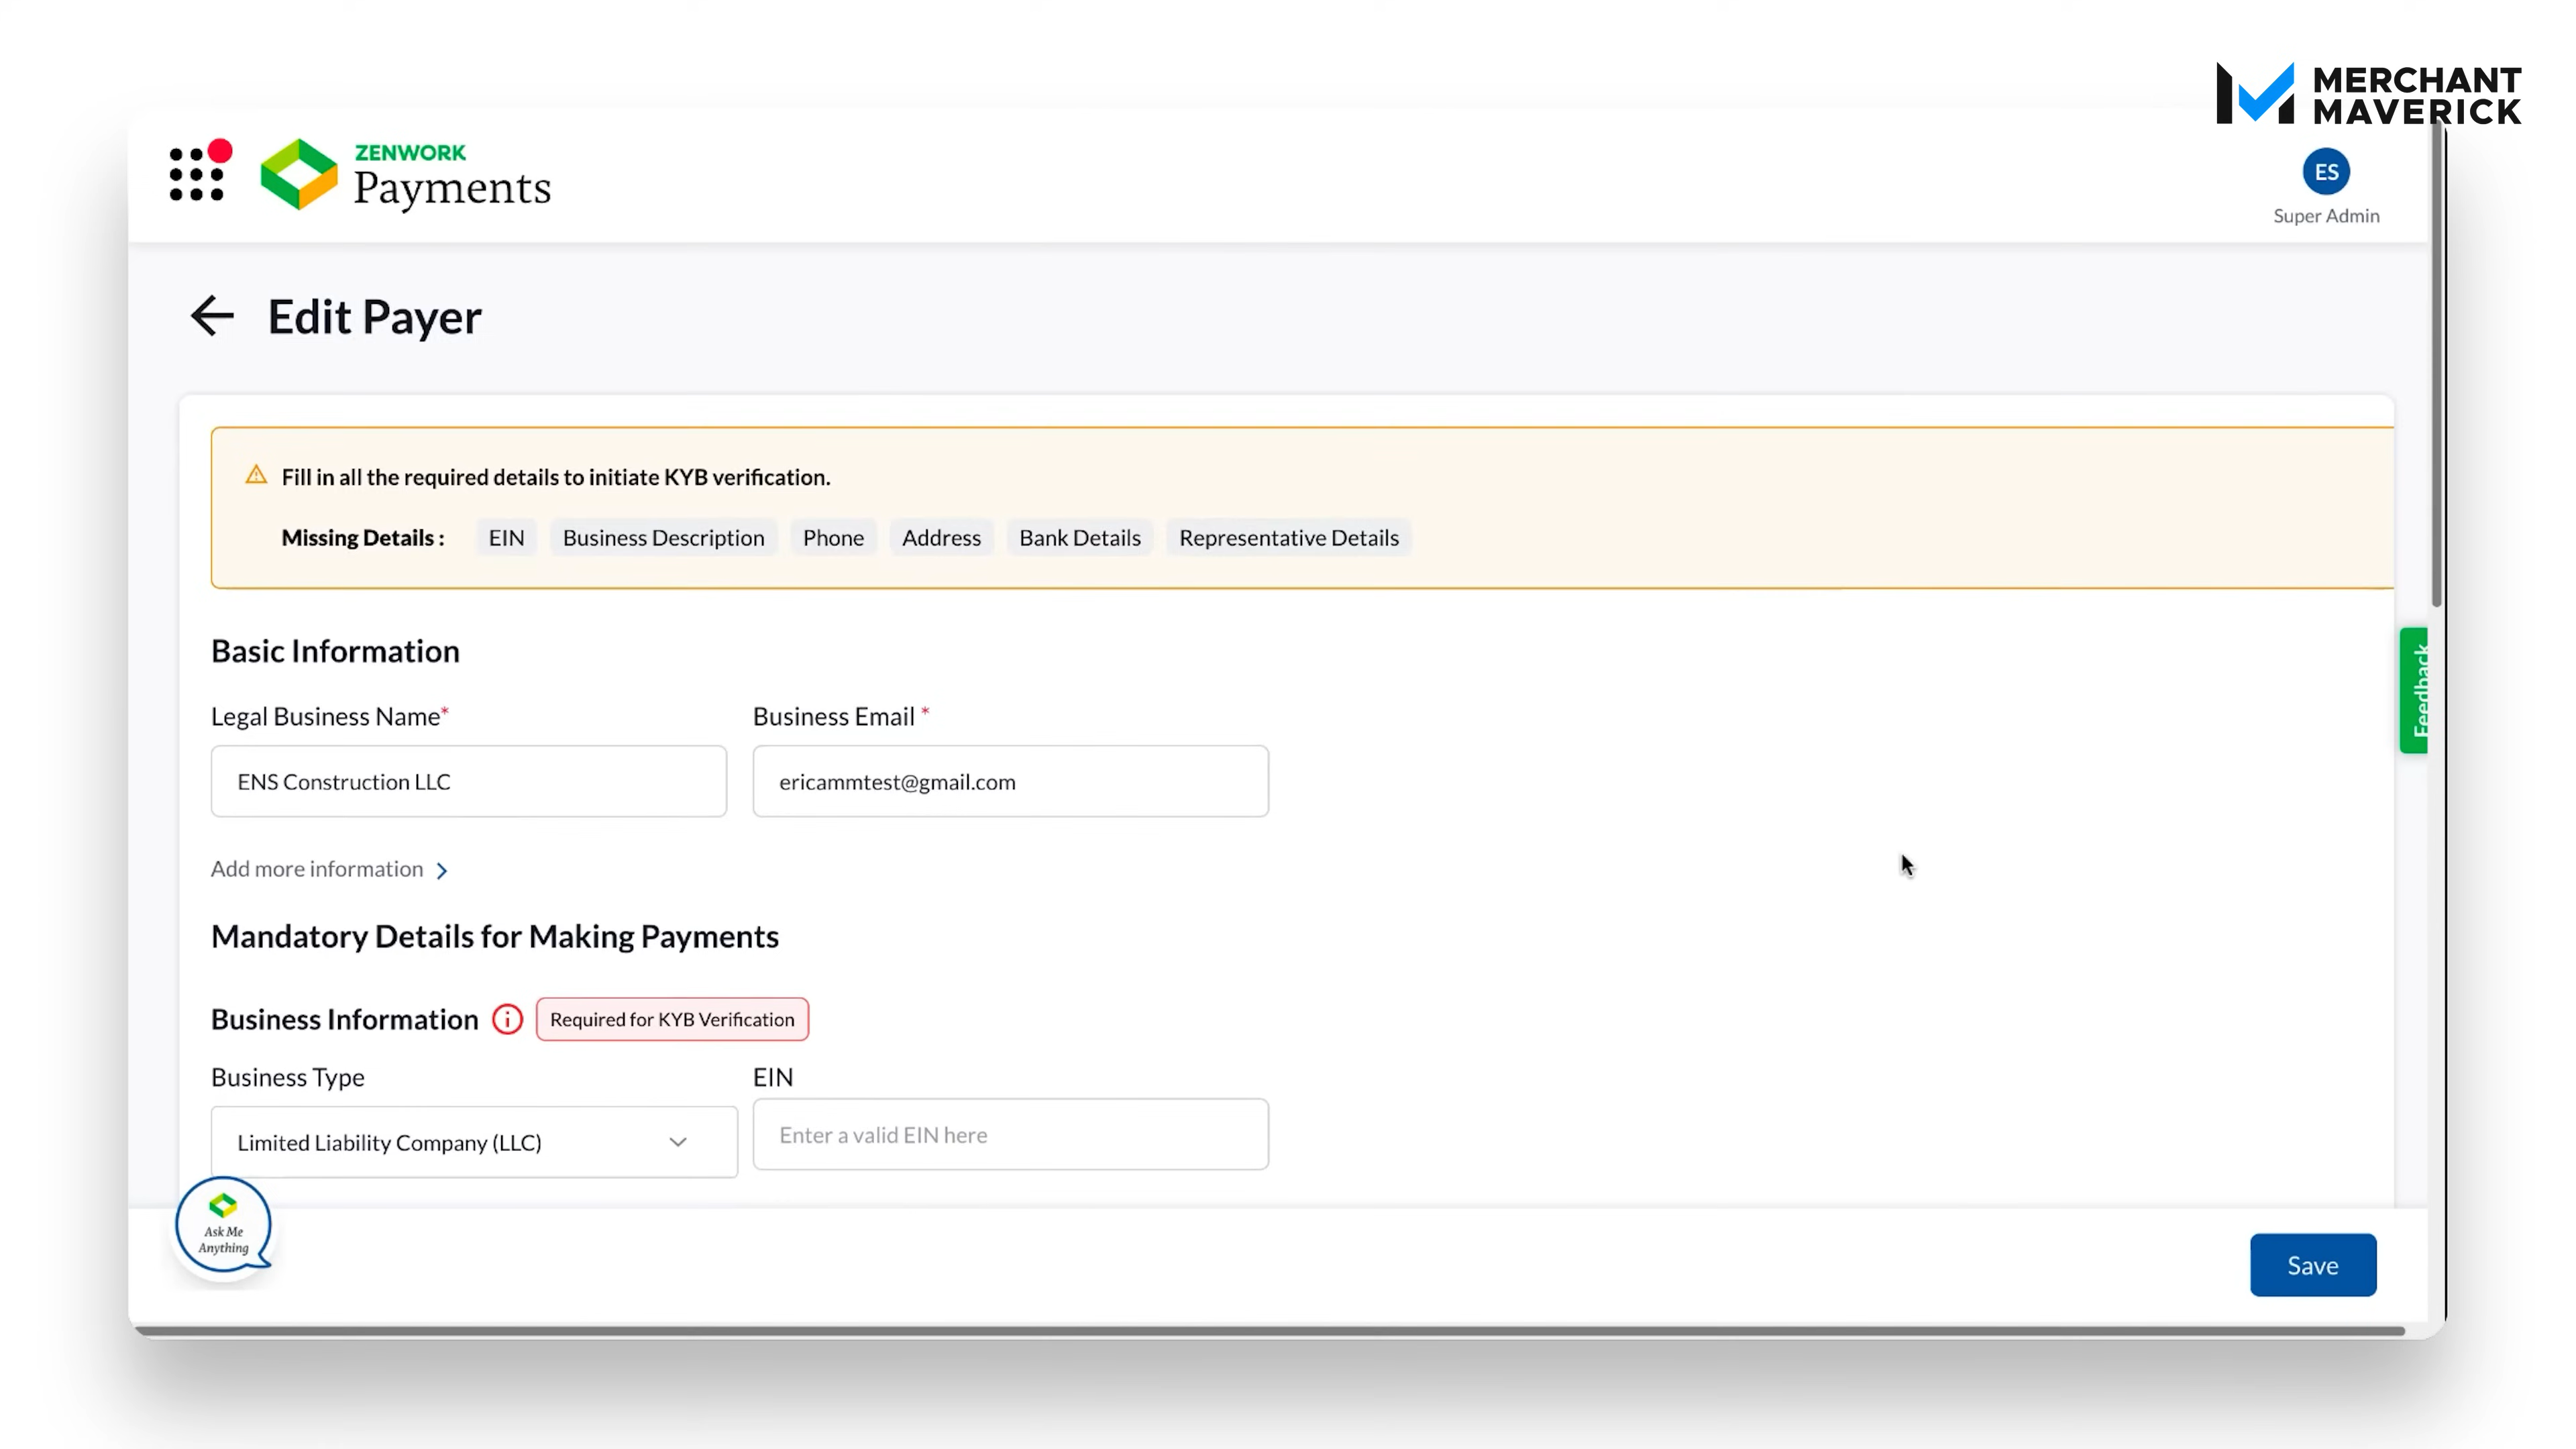 MERCHANT
MAVERICK
ZENWORK
Payments
ES
Super Admin
Edit Payer
Fill in all the required details to initiate KYB verification.
Missing Details : EIN Business Description Phone Address Bank Details Representative Details
Basic Information
Legal Business Name* Business Email *
ENS Construction LLC ericammtest@gmail.com
Add more information
Mandatory Details for Making Payments
Business Information Required for KYB Verification
Business Type EIN
Limited Liability Company (LLC) Enter a valid EIN here
Feedback
Ask Me
Anything
Save